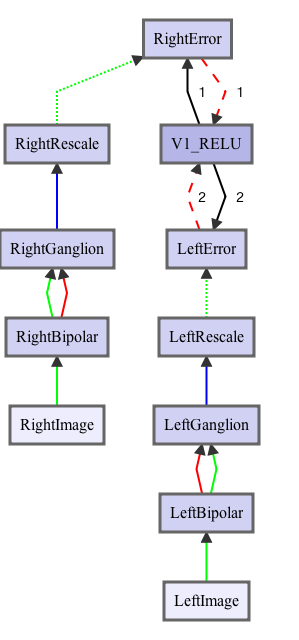 RightError
1
1
RightRescale
V1_RELU
2
2
RightGanglion
LeftError
RightBipolar
LeftRescale
RightImage
LeftGanglion
LeftBipolar
LeftImage